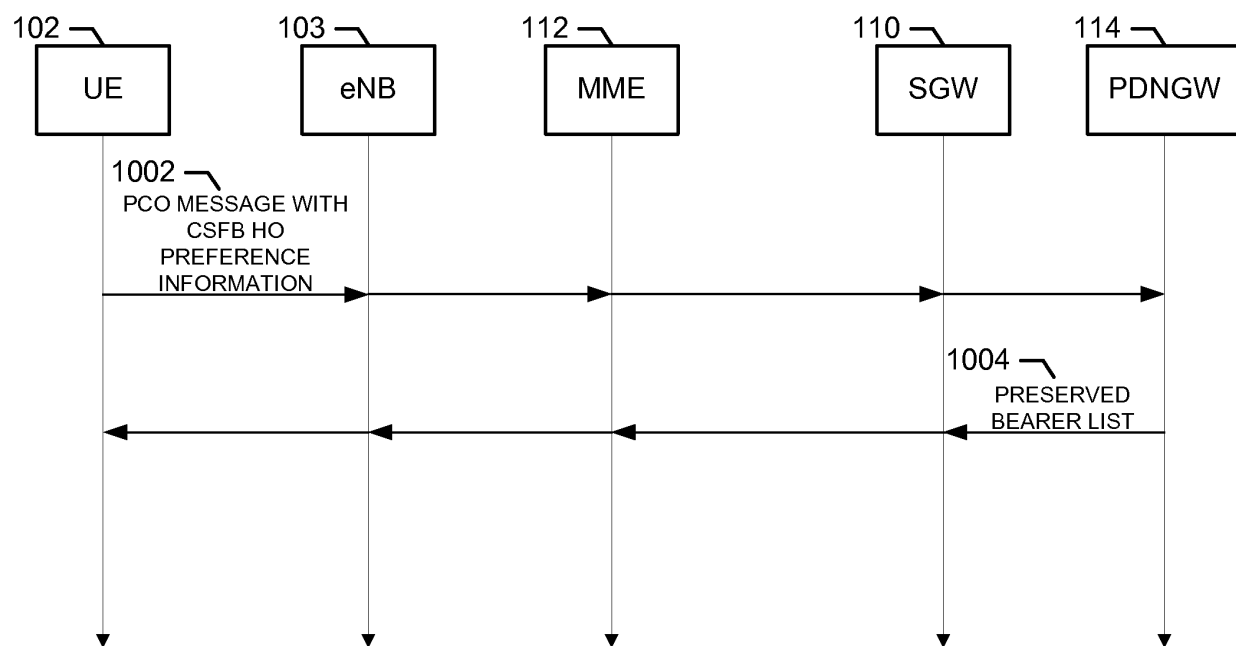 102
103
112
110
114
UE
eNB
MME
SGW
PDNGW
1002
PCO MESSAGE WITH
CSFB HO
PREFERENCE
INFORMATION
1004
PRESERVED
BEARER LIST